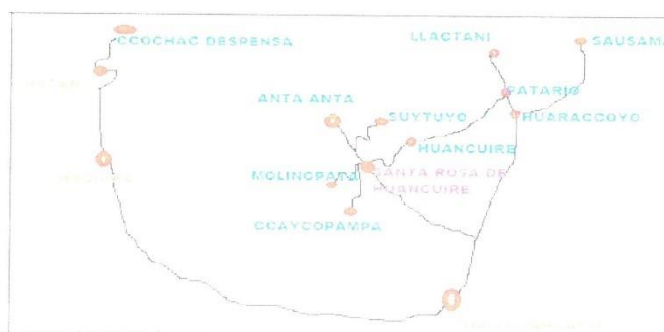 CCOCHAC DESPENSA
LLACTANI
SAUSAMA
ANTA ANTA
PATARIO
SUYTUYO
HUARACCOYO
HUANCUIRE
MOLINOPATA
SANTA ROSA DE
HUANCUIRE
CCAYCOPAMPA